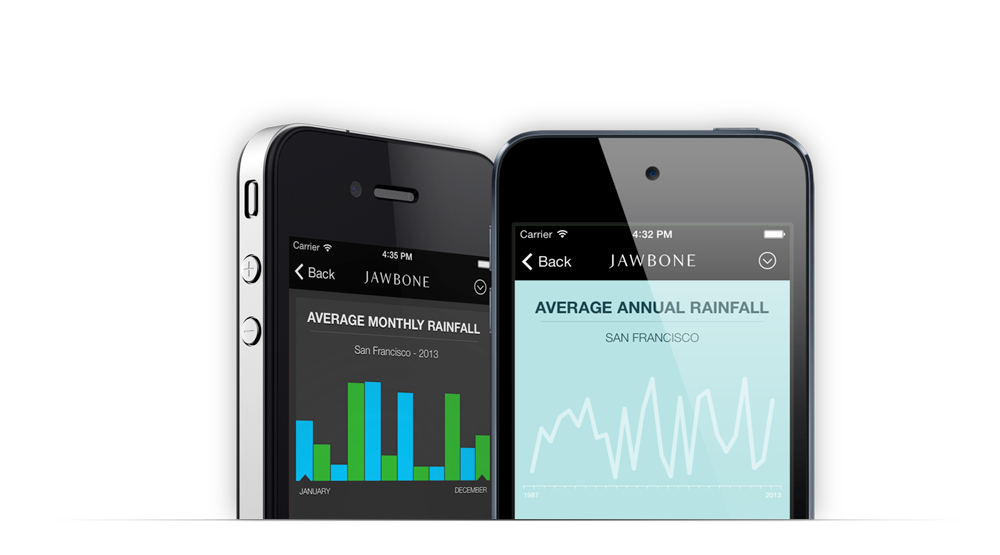 Carrier
4:35 PM
Back
JAWBONE
AVERAGE MONTHLY RAINFALL
San Francisco - 2013
JANUARY
DECEMBER
Carrier
4:32 PM
Back
JAWBONE
AVERAGE ANNUAL RAINFALL
SAN FRANCISCO
1987
2013